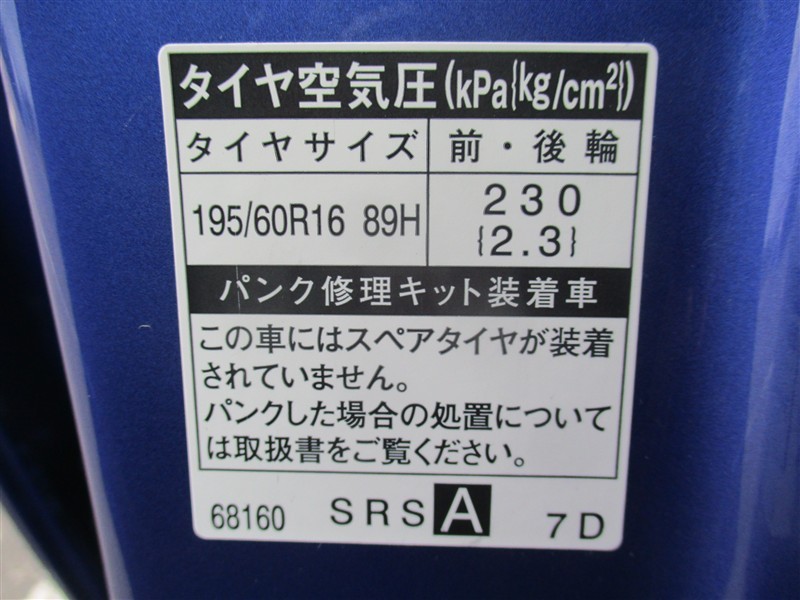 タイヤ空気圧(kPa{kg/cm²})
タイヤサイズ 前・後輪
195/60R16 89H 230
{2.3}
パンク修理キット装着車
この車にはスペアタイヤが装着
されていません。
パンクした場合の処置について
は取扱書をご覧ください。
68160 SRS A 7D